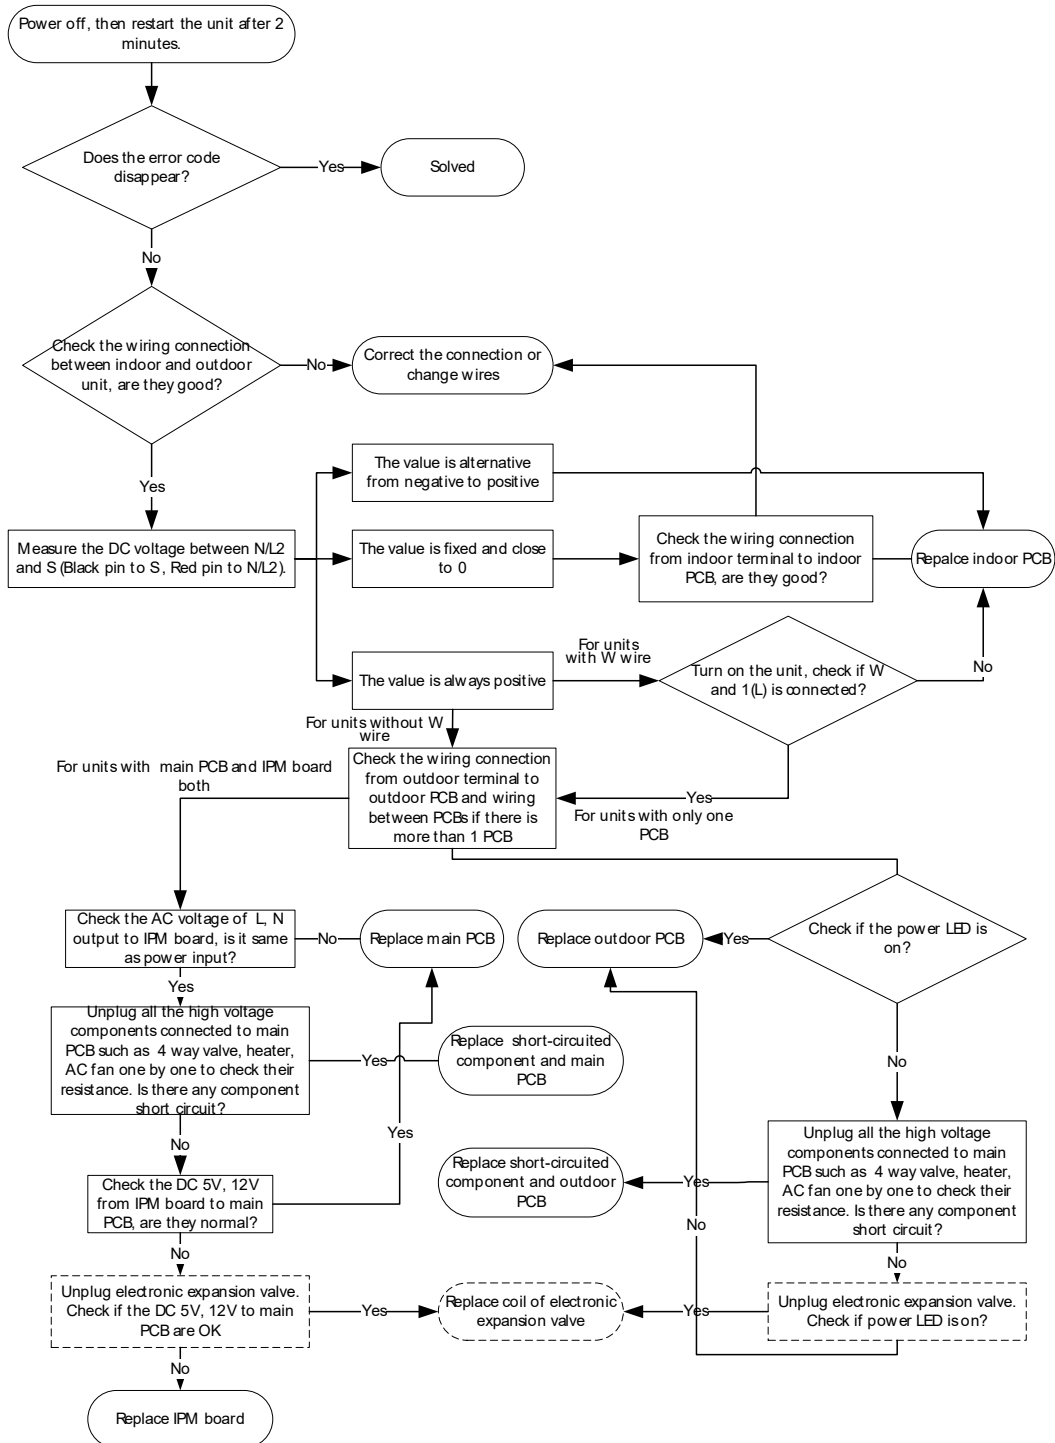 Power off, then restart the unit after 2
minutes.
Does the error code
disappear?
Yes
Solved
No
Check the wiring connection
between indoor and outdoor
unit, are they good?
No
Correct the connection or
change wires
Yes
The value is alternative
from negative to positive
Measure the DC voltage between N/L2
and S (Black pin to S, Red pin to N/L2).
The value is fixed and close
to 0
Check the wiring connection
from indoor terminal to indoor
PCB, are they good?
Repalce indoor PCB
The value is always positive
For units
with W wire
Turn on the unit, check if W
and 1(L) is connected?
No
For units without W
wire
For units with main PCB and IPM board
both
Check the wiring connection
from outdoor terminal to
outdoor PCB and wiring
between PCBs if there is
more than 1 PCB
Yes
For units with only one
PCB
Check the AC voltage of L, N
output to IPM board, is it same
as power input?
No
Replace main PCB
Replace outdoor PCB
Yes
Check if the power LED is
on?
Yes
Unplug all the high voltage
components connected to main
PCB such as 4 way valve, heater,
AC fan one by one to check their
resistance. Is there any component
short circuit?
Yes
Replace short-circuited
component and main
PCB
No
No
Yes
Check the DC 5V, 12V
from IPM board to main
PCB, are they normal?
Replace short-circuited
component and outdoor
PCB
Yes
Unplug all the high voltage
components connected to main
PCB such as 4 way valve, heater,
AC fan one by one to check their
resistance. Is there any component
short circuit?
No
No
No
Unplug electronic expansion valve.
Check if the DC 5V, 12V to main
PCB are OK
Yes
Replace coil of electronic
expansion valve
Yes
Unplug electronic expansion valve.
Check if power LED is on?
No
Replace IPM board